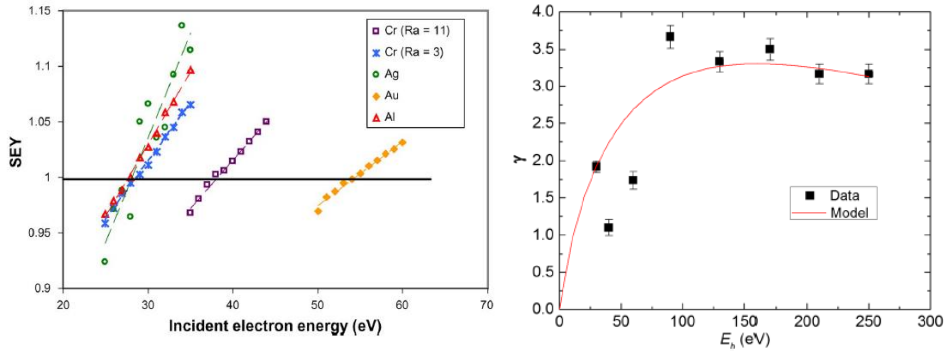 SEY
1.15
1.1
1.05
1
0.95
0.9
20
30
40
50
60
70
Incident electron energy (eV)
Cr (Ra = 11)
Cr (Ra = 3)
Ag
Au
Al
γ
4.0
3.5
3.0
2.5
2.0
1.5
1.0
0.5
0.0
0
50
100
150
200
250
300
E_h (eV)
Data
Model